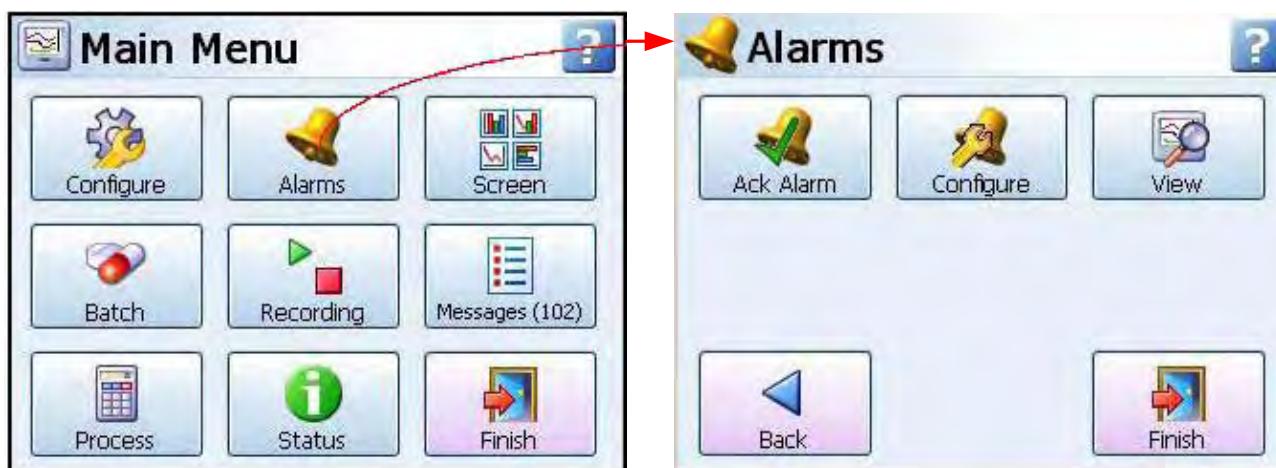 Main Menu
?
Configure
Alarms
Screen
Batch
Recording
Messages (102)
Process
Status
Finish
Alarms
?
Ack Alarm
Configure
View
Back
Finish